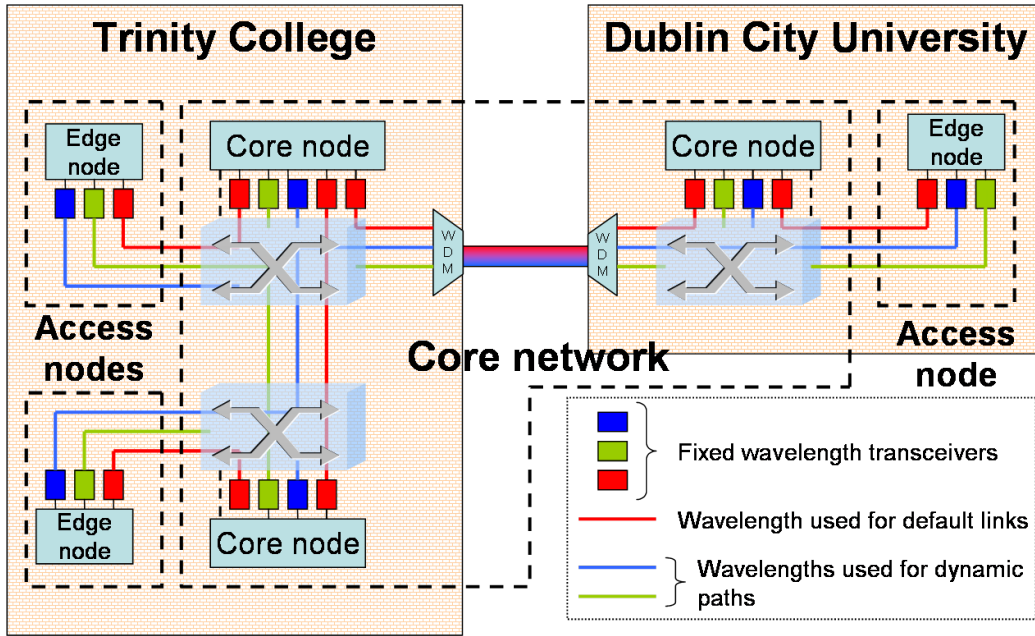 Trinity College
Dublin City University
Edge
node
Core node
Core node
Edge
node
W
D
M
W
D
M
Access
nodes
Core network
Access
node
Edge
node
Core node
Fixed wavelength transceivers
Wavelength used for default links
Wavelengths used for dynamic
paths